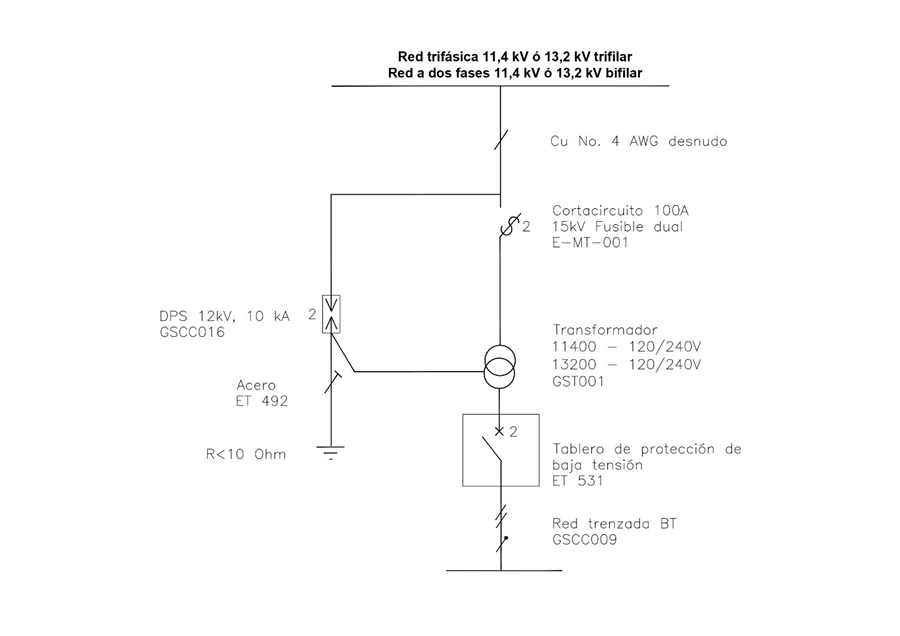 Red trifásica 11,4 kV ó 13,2 kV trifilar
Red a dos fases 11,4 kV ó 13,2 kV bifilar
Cu No. 4 AWG desnudo
Cortacircuito 100A
2
15kV Fusible dual
E-MT-001
DPS 12kV, 10 kA
2
GSCC016
Transformador
11400 - 120/240V
13200 - 120/240V
GST001
Acero
ET 492
R<10 Ohm
2
Tablero de protección de
baja tensión
ET 531
Red trenzada BT
GSCC009